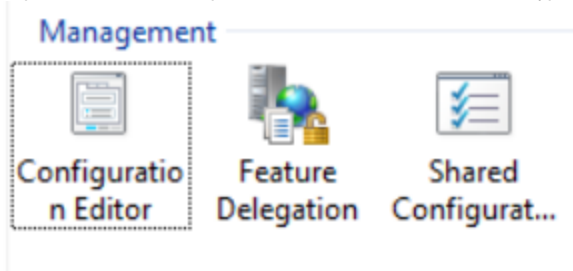 Management
Configuratio
n Editor
Feature
Delegation
Shared
Configurat...